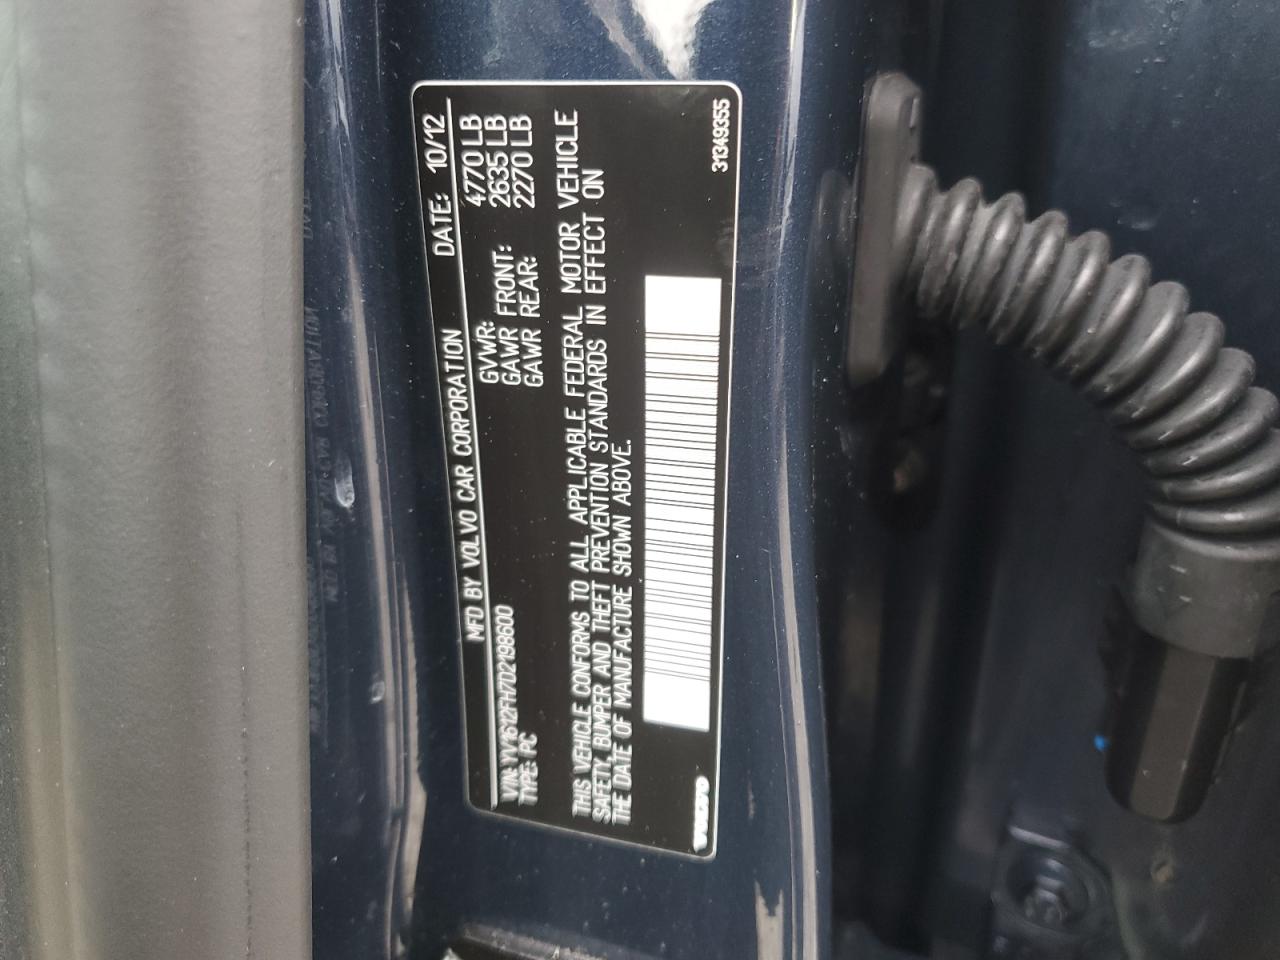 MFD BY VOLVO CAR CORPORATION DATE: 10/12
GVWR: 4770 LB
GAWR FRONT: 2635 LB
GAWR REAR: 2270 LB
VIN: YV1612FH7D2198600
TYPE: PC
THIS VEHICLE CONFORMS TO ALL APPLICABLE FEDERAL MOTOR VEHICLE
SAFETY, BUMPER AND THEFT PREVENTION STANDARDS IN EFFECT ON
THE DATE OF MANUFACTURE SHOWN ABOVE.
VOLVO
31349355